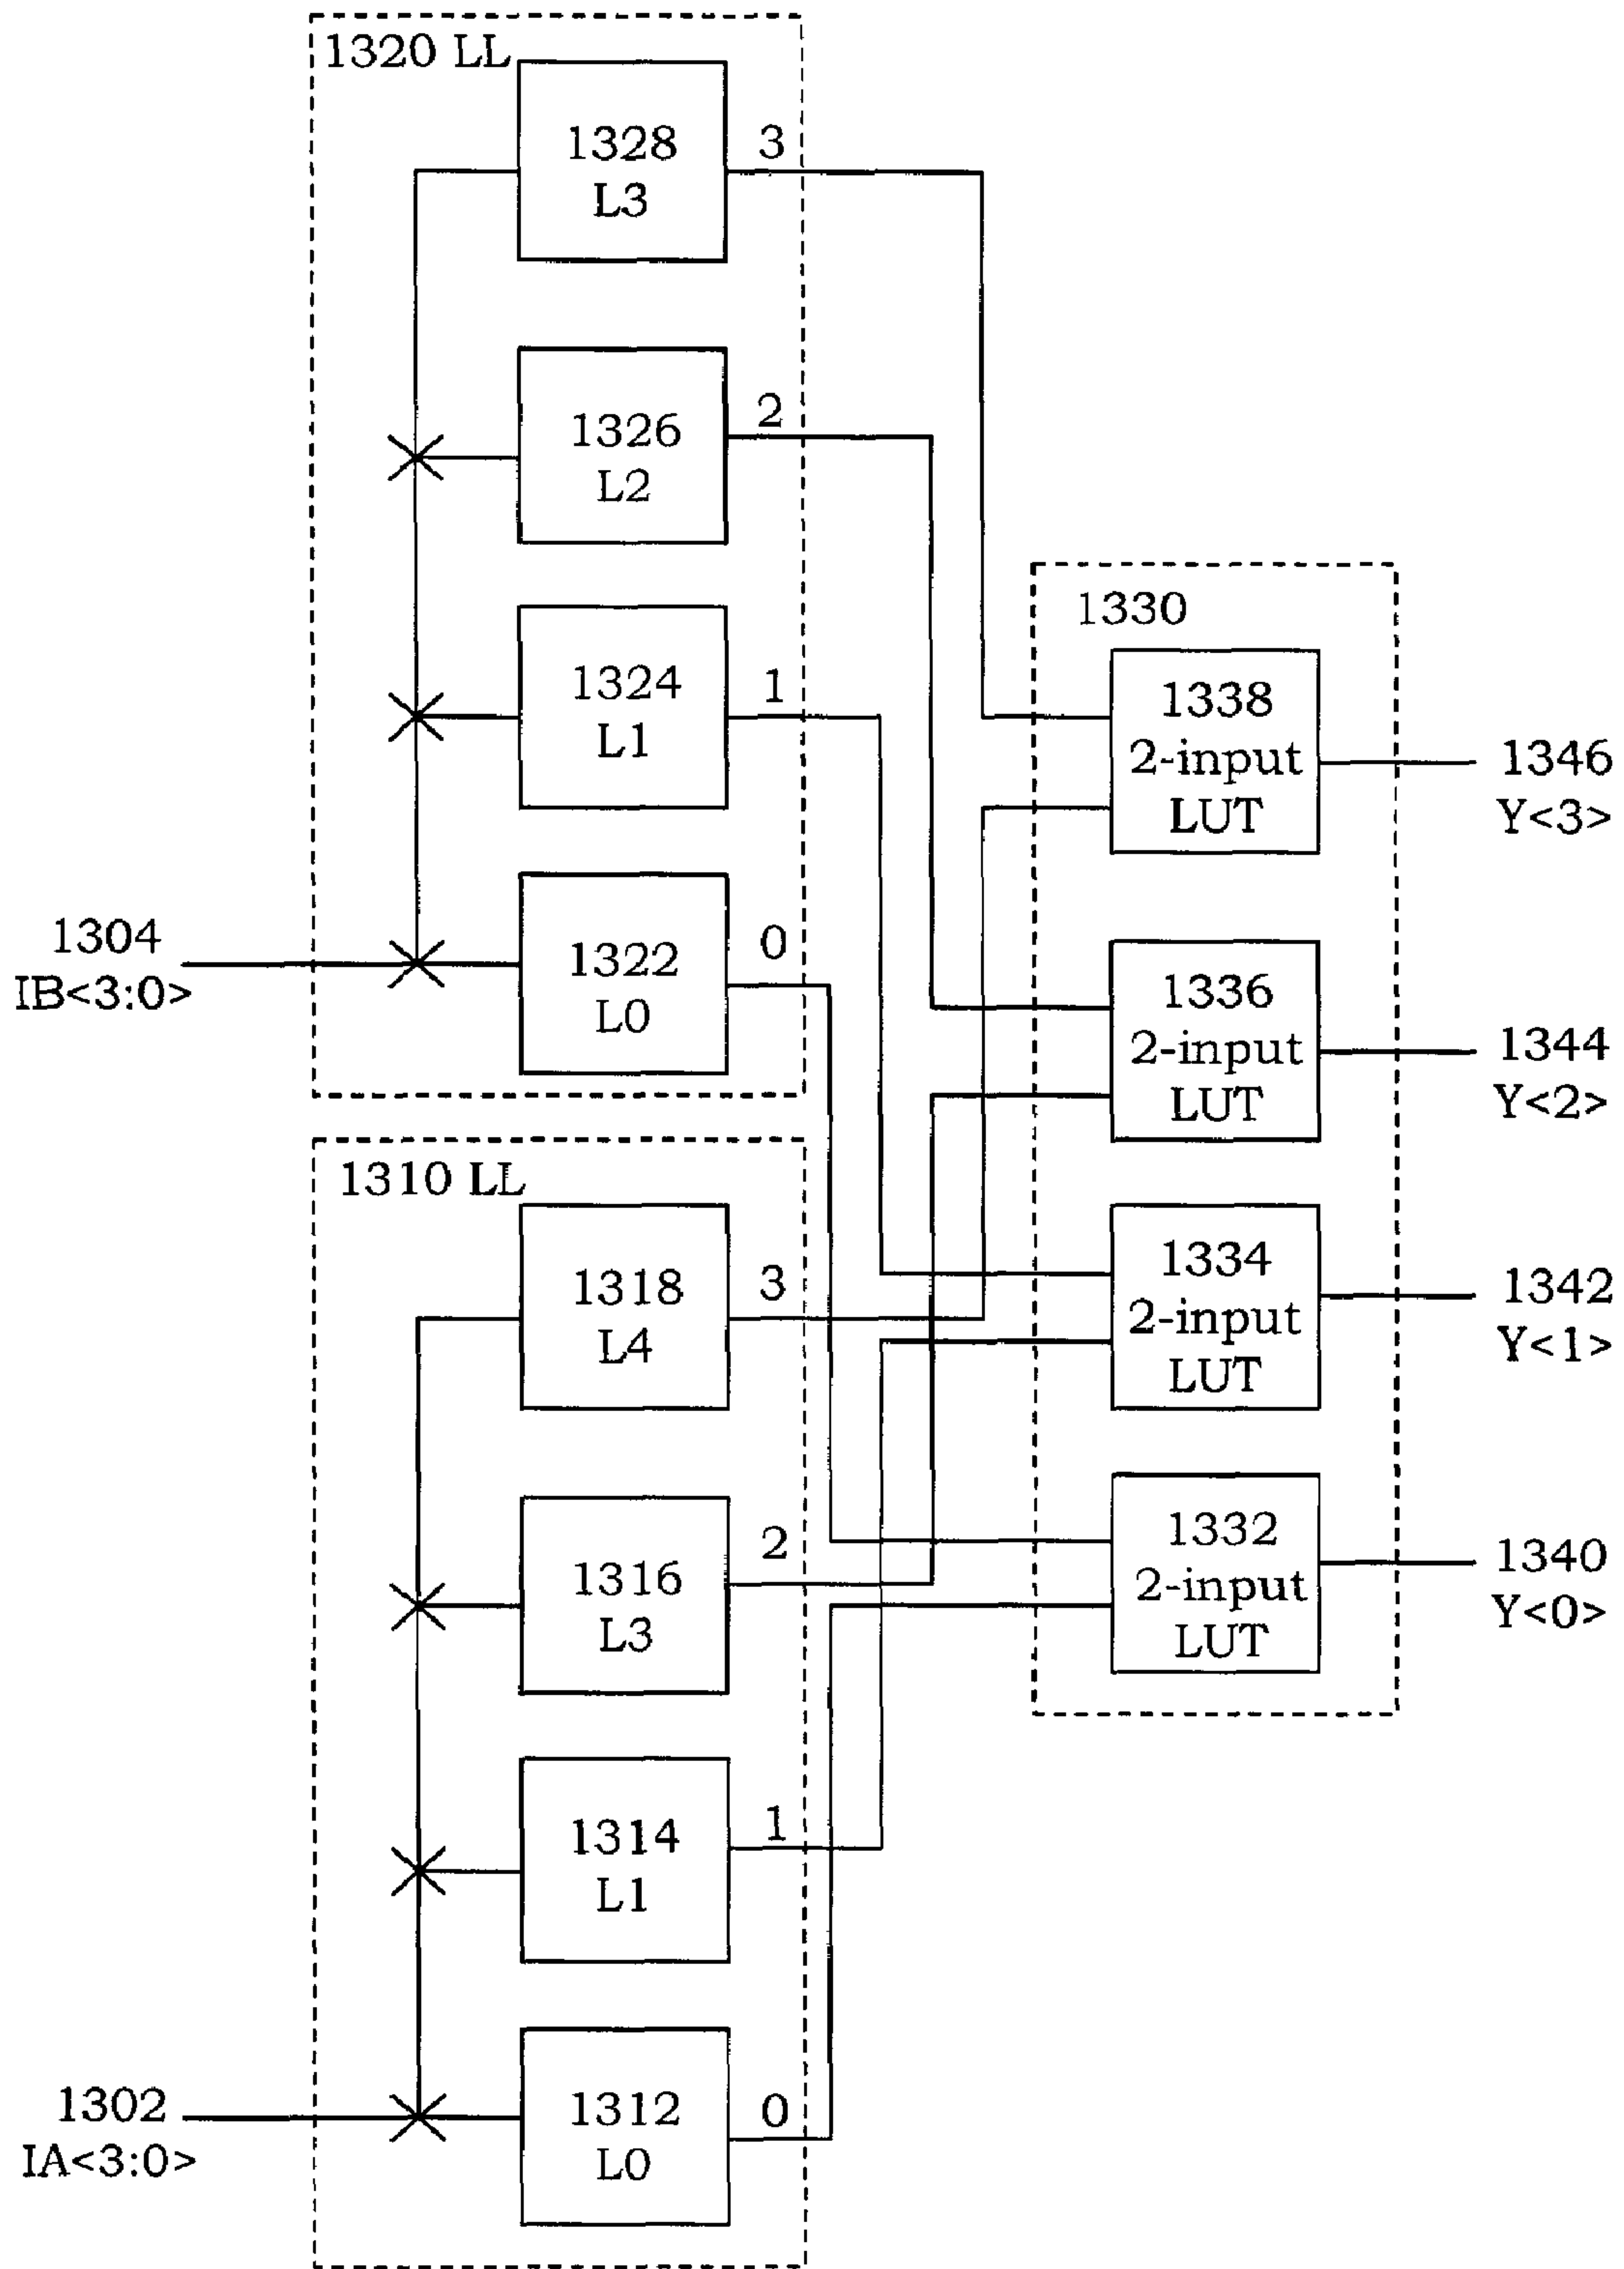 1320 LL
1328
L3
3
1326
L2
2
1324
L1
1
1322
L0
0
1304
IB<3:0>
1310 LL
1318
L4
3
1316
L3
2
1314
L1
1
1312
L0
0
1302
IA<3:0>
1330
1338
2-input
LUT
1346
Y<3>
1336
2-input
LUT
1344
Y<2>
1334
2-input
LUT
1342
Y<1>
1332
2-input
LUT
1340
Y<0>